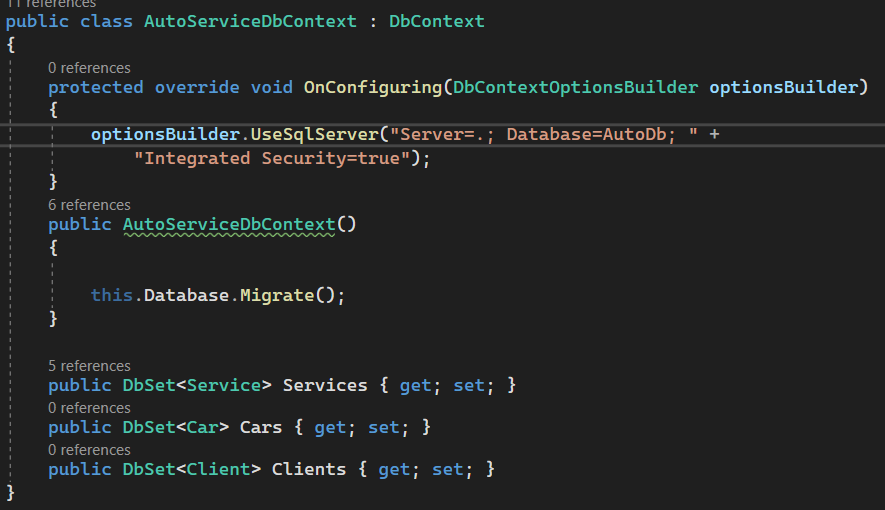 11 references
public class AutoServiceDbContext : DbContext
{
0 references
protected override void OnConfiguring(DbContextOptionsBuilder optionsBuilder)
{
optionsBuilder.UseSqlServer("Server=.; Database=AutoDb; " +
"Integrated Security=true");
}
6 references
public AutoServiceDbContext()
{
this.Database.Migrate();
}
5 references
public DbSet<Service> Services { get; set; }
0 references
public DbSet<Car> Cars { get; set; }
0 references
public DbSet<Client> Clients { get; set; }
}